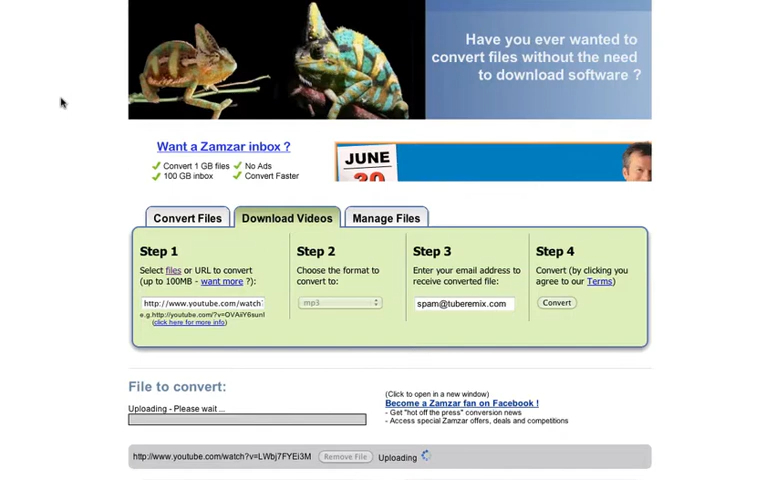 Have you ever wanted to
convert files without the need
to download software ?
Want a Zamzar inbox ?
Convert 1 GB files No Ads
100 GB inbox Convert Faster
JUNE
30
Convert Files Download Videos Manage Files
Step 1 Step 2 Step 3 Step 4
Select files or URL to convert
(up to 100MB - want more ?):
Choose the format to
convert to:
Enter your email address to
receive converted file:
Convert (by clicking you
agree to our Terms)
http://www.youtube.com/watch?
mp3
spam@tuberemix.com
Convert
(click here for more info)
File to convert:
Uploading - Please wait ...
(Click to open in a new window)
Become a Zamzar fan on Facebook !
- Get "hot off the press" conversion news
- Access special Zamzar offers, deals and competitions
http://www.youtube.com/watch?v=LWbj7FYEi3M Remove File Uploading